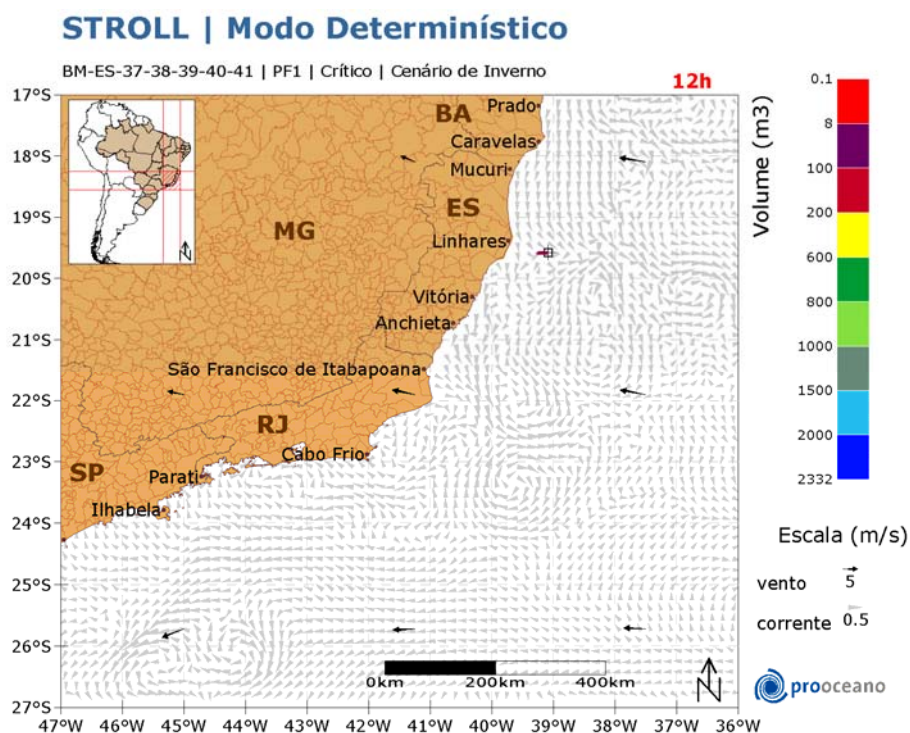 STROLL | Modo Determinístico
BM-ES-37-38-39-40-41 | PF1 | Crítico | Cenário de Inverno
12h
17°S
18°S
19°S
20°S
21°S
22°S
23°S
24°S
25°S
26°S
27°S
47°W 46°W 45°W 44°W 43°W 42°W 41°W 40°W 39°W 38°W 37°W 36°W
BA
Prado
Caravelas
Mucuri
ES
MG
Linhares
Vitória
Anchieta
São Francisco de Itabapoana
RJ
Cabo Frio
SP
Parati
Ilhabela
N
0km 200km 400km
N
Volume (m3)
0.1
8
100
200
600
800
1000
1500
2000
2332
Escala (m/s)
vento 5
corrente 0.5
prooceano